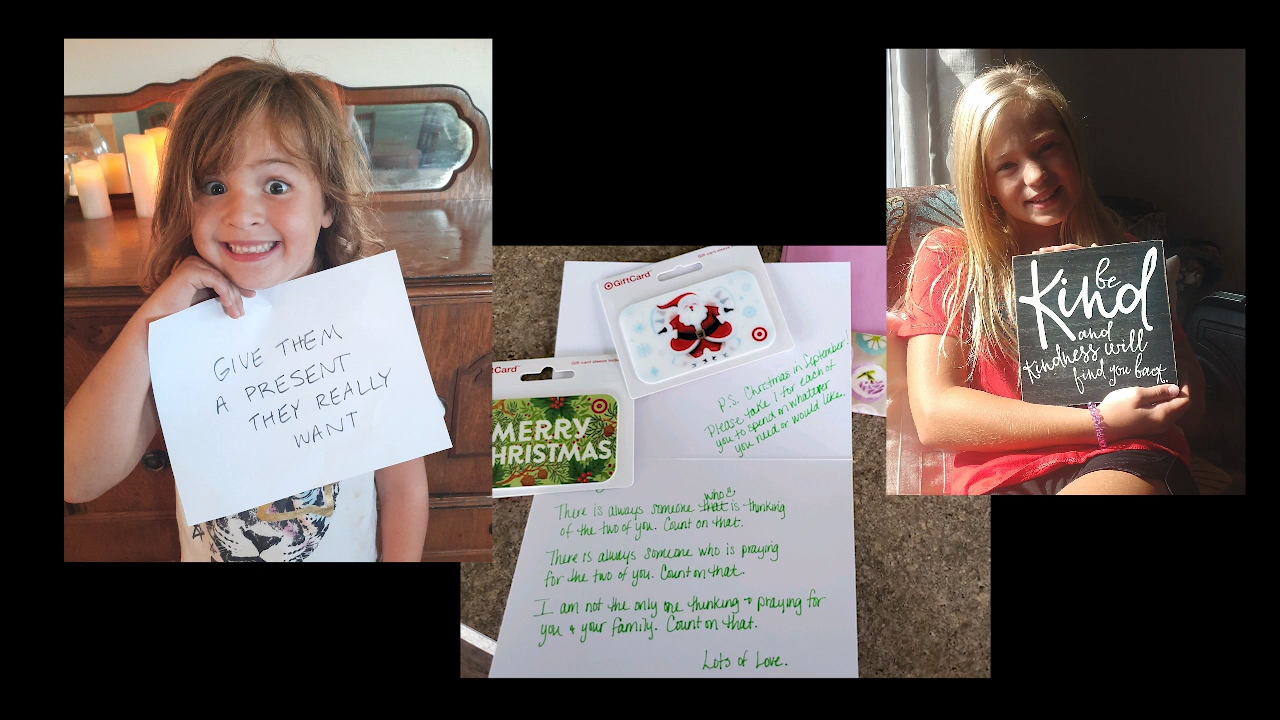 GIVE THEM
A PRESENT
THEY REALLY
WANT
GiftCard
MERRY
CHRISTMAS
GiftCard
P.S. Christmas in September!
Please take 1 for each of
you to spend on whatever
you need or would like.
who
There is always someone that is thinking
of the two of you. Count on that.
There is always someone who is praying
for the two of you. Count on that.
I am not the only one thinking + praying for
you + your family. Count on that.
Lots of Love.
be
Kind
and
kindness will
find you back.